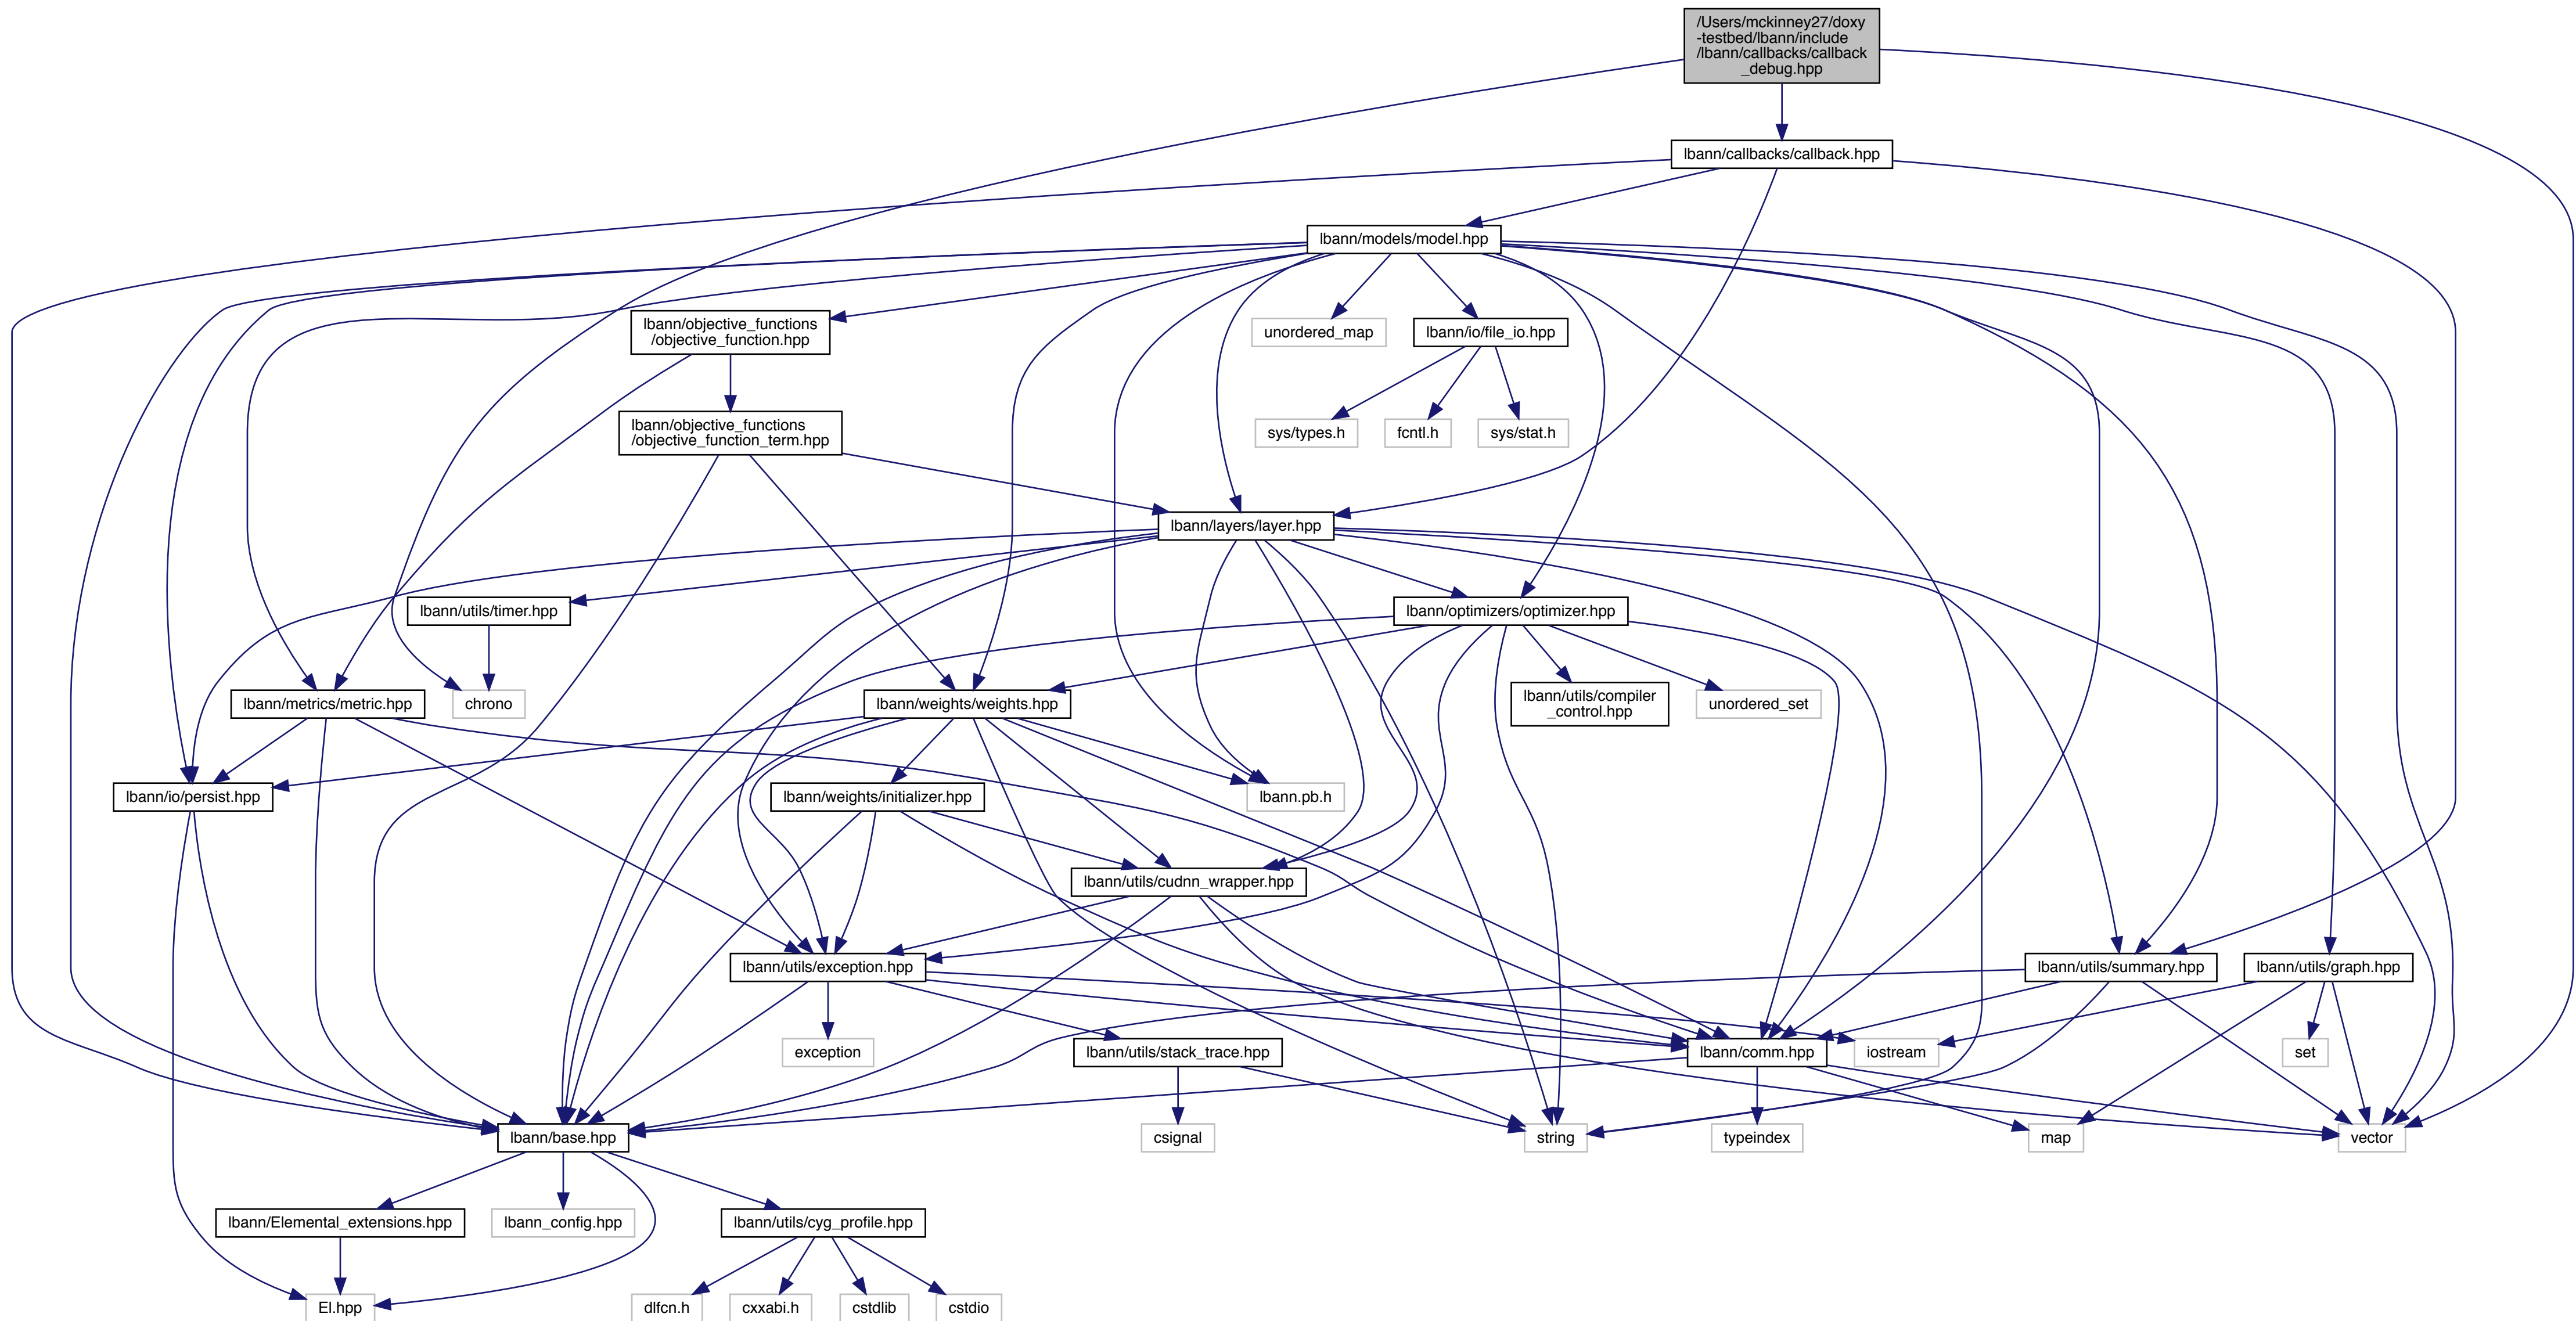 /Users/mckinney27/doxy
-testbed/lbann/include
/lbann/callbacks/callback
_debug.hpp
lbann/callbacks/callback.hpp
lbann/models/model.hpp
lbann/objective_functions
/objective_function.hpp
unordered_map
lbann/io/file_io.hpp
lbann/objective_functions
/objective_function_term.hpp
sys/types.h
fcntl.h
sys/stat.h
lbann/layers/layer.hpp
lbann/utils/timer.hpp
lbann/optimizers/optimizer.hpp
lbann/metrics/metric.hpp
chrono
lbann/weights/weights.hpp
lbann/utils/compiler
_control.hpp
unordered_set
lbann/io/persist.hpp
lbann/weights/initializer.hpp
lbann.pb.h
lbann/utils/cudnn_wrapper.hpp
lbann/utils/exception.hpp
lbann/utils/summary.hpp
lbann/utils/graph.hpp
exception
lbann/utils/stack_trace.hpp
lbann/comm.hpp
iostream
set
lbann/base.hpp
csignal
string
typeindex
map
vector
lbann/Elemental_extensions.hpp
lbann_config.hpp
lbann/utils/cyg_profile.hpp
El.hpp
dlfcn.h
cxxabi.h
cstdlib
cstdio